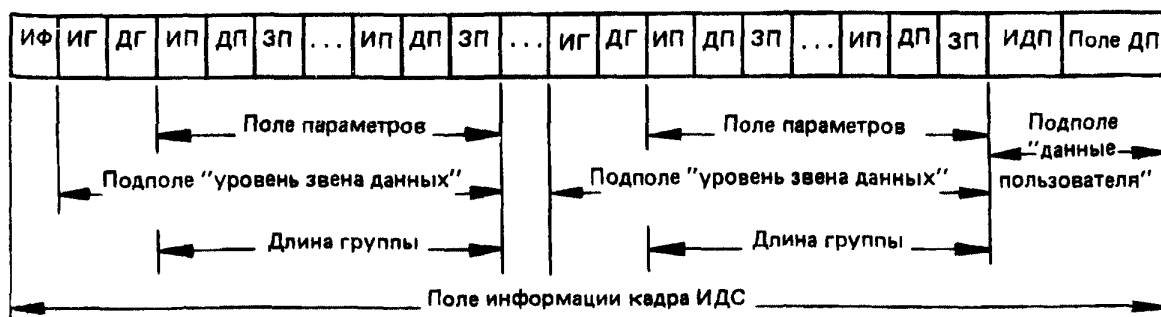 ИФ ИГ ДГ ИП ДП ЗП ... ИП ДП ЗП ... ИГ ДГ ИП ДП ЗП ... ИП ДП ЗП ИДП Поле ДП
Поле параметров Поле параметров Подполе
"данные
Подполе "уровень звена данных" Подполе "уровень звена данных" пользователя"
Длина группы Длина группы
Поле информации кадра ИДС